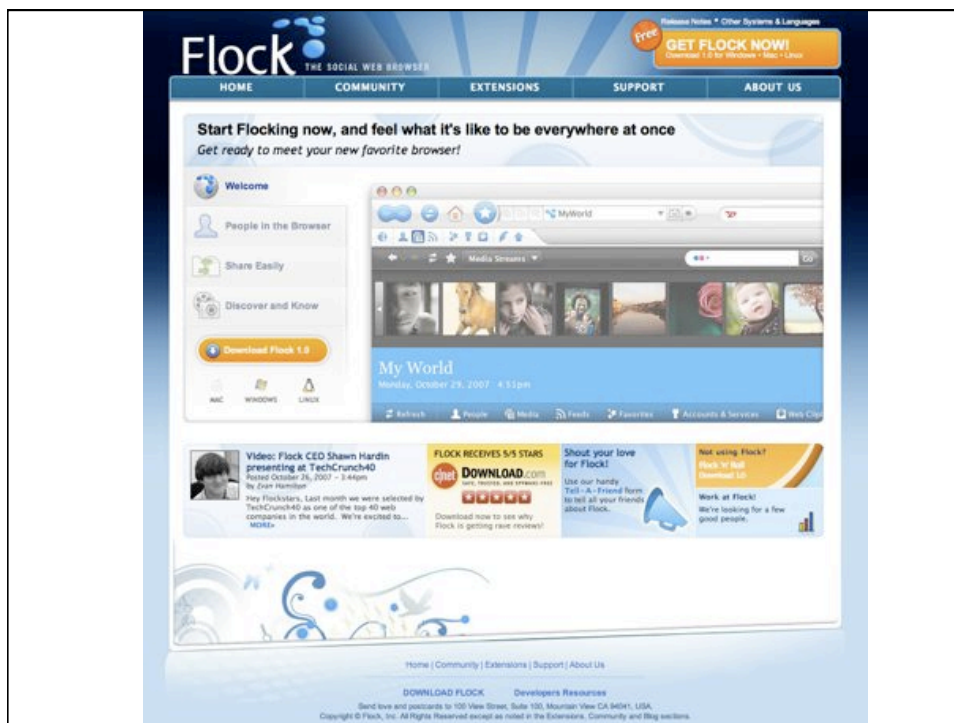 Release Notes * Other Systems & Languages
Free
GET FLOCK NOW!
Download 1.0 for Windows • Mac • Linux
Flock
THE SOCIAL WEB BROWSER
HOME COMMUNITY EXTENSIONS SUPPORT ABOUT US
Start Flocking now, and feel what it's like to be everywhere at once
Get ready to meet your new favorite browser!
Welcome
People in the Browser
Share Easily
Discover and Know
Download Flock 1.0
MAC WINDOWS LINUX
MyWorld
Media Streams
GO
My World
Monday, October 29, 2007 4:51pm
Refresh People Media Feeds Favorites Accounts & Services Web Clip
Video: Flock CEO Shawn Hardin
presenting at TechCrunch40
Posted October 26, 2007 – 3:44pm
by Evan Hamilton
Hey Flockstars, Last month we were selected by
TechCrunch40 as one of the top 40 web
companies in the world. We're excited to....
MORE»
FLOCK RECEIVES 5/5 STARS
c|net DOWNLOAD.com
SAFE, TRUSTED, AND SPYWARE-FREE
Download now to see why
Flock is getting rave reviews!
Shout your love
for Flock!
Use our handy
Tell-A-Friend form
to tell all your friends
about Flock.
Not using Flock?
Flock 'n' Roll
Download 1.0
Work at Flock!
We're looking for a few
good people.
Home | Community | Extensions | Support | About Us
DOWNLOAD FLOCK Developers Resources
Send love and postcards to 100 View Street, Suite 100, Mountain View CA 94041, USA.
Copyright © Flock, Inc. All Rights Reserved except as noted in the Extensions, Community and Blog sections.